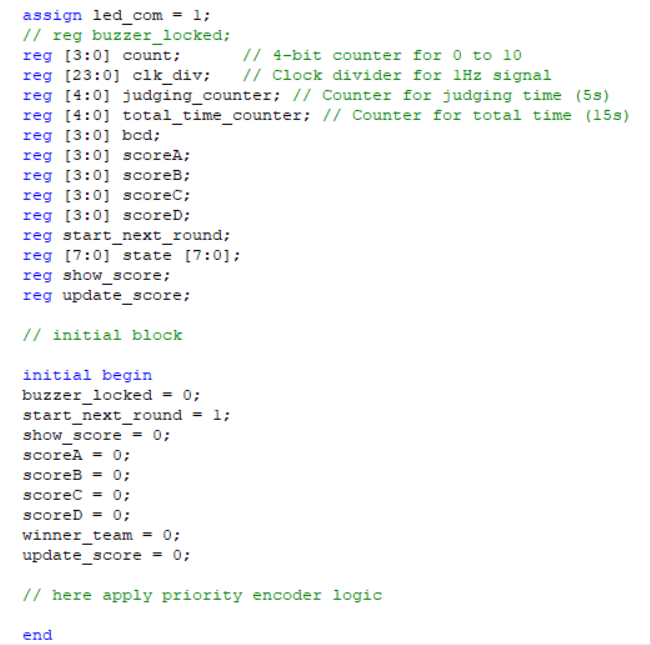 assign led_com = 1;
// reg buzzer_locked;
reg [3:0] count;      // 4-bit counter for 0 to 10
reg [23:0] clk_div;   // Clock divider for 1Hz signal
reg [4:0] judging_counter; // Counter for judging time (5s)
reg [4:0] total_time_counter; // Counter for total time (15s)
reg [3:0] bcd;
reg [3:0] scoreA;
reg [3:0] scoreB;
reg [3:0] scoreC;
reg [3:0] scoreD;
reg start_next_round;
reg [7:0] state [7:0];
reg show_score;
reg update_score;
// initial block
initial begin
buzzer_locked = 0;
start_next_round = 1;
show_score = 0;
scoreA = 0;
scoreB = 0;
scoreC = 0;
scoreD = 0;
winner_team = 0;
update_score = 0;
// here apply priority encoder logic
end